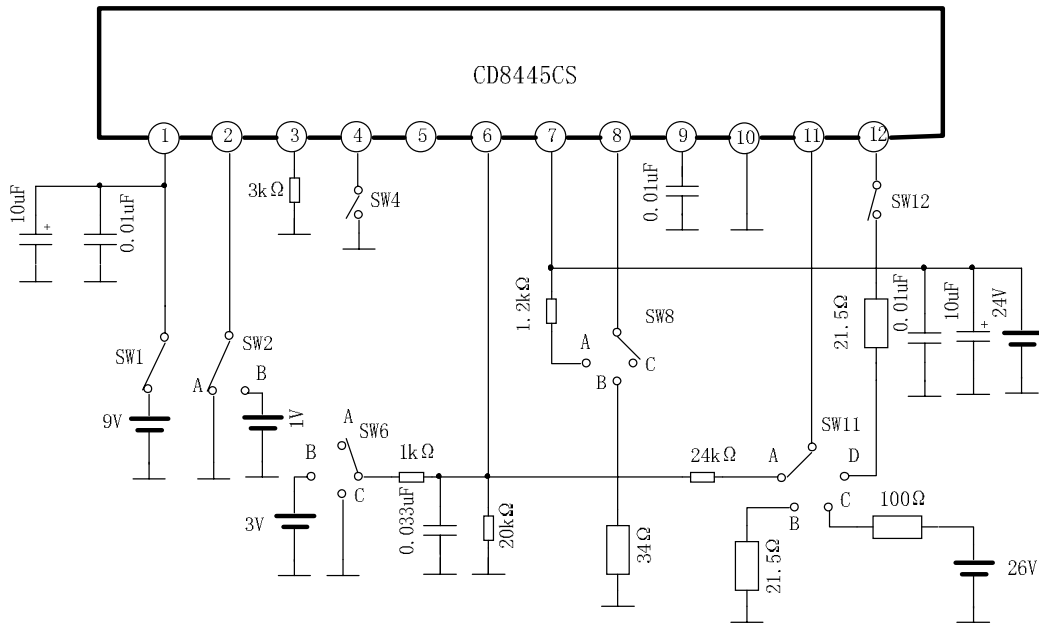 CD8445CS
1 2 3 4 5 6 7 8 9 10 11 12
10uF
+
0.01uF
3kΩ
SW4
0.01uF
SW12
1.2kΩ
SW8
A
C
B
21.5Ω
0.01uF
10uF
+
24V
SW1
SW2
A
B
9V
1V
A
SW6
B
C
1kΩ
24kΩ
SW11
A
D
B
C
100Ω
3V
0.033uF
20kΩ
34Ω
21.5Ω
26V